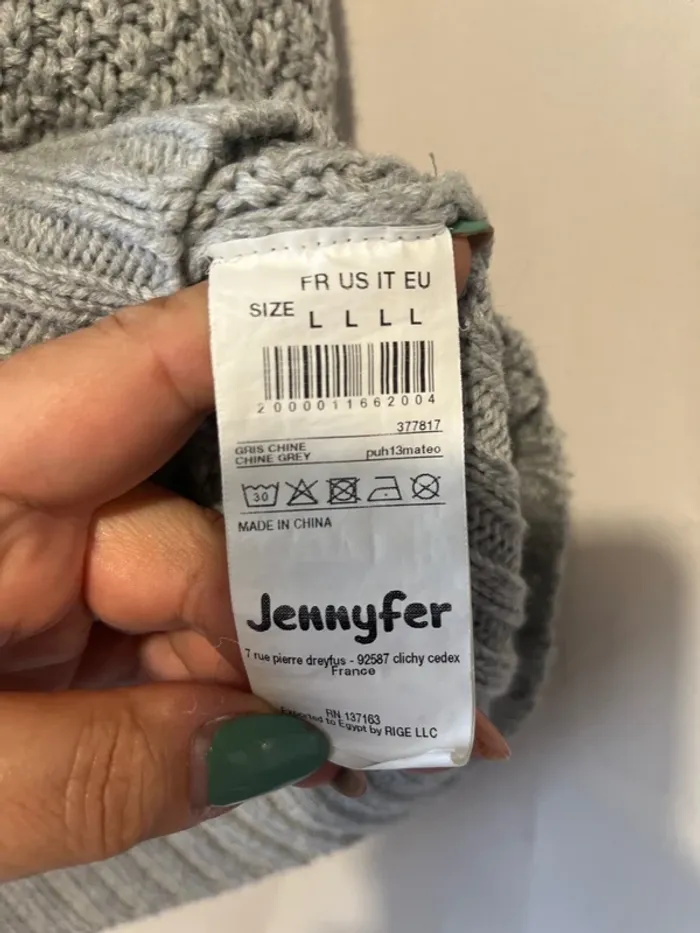 FR US IT EU
SIZE L L L L
2000011662004
377817
GRIS CHINE
CHINE GREY puh13mateo
30
MADE IN CHINA
Jennyfer
7 rue pierre dreyfus - 92587 clichy cedex
France
RN 137163
Exported to Egypt by RIGE LLC